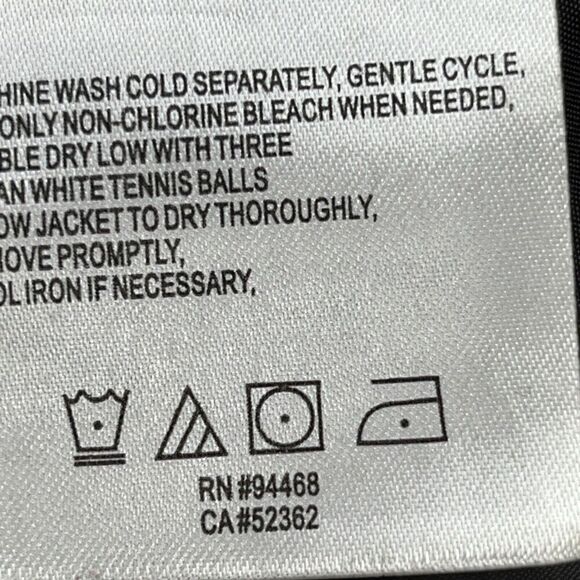 HINE WASH COLD SEPARATELY, GENTLE CYCLE,
ONLY NON-CHLORINE BLEACH WHEN NEEDED,
BLE DRY LOW WITH THREE
AN WHITE TENNIS BALLS
OW JACKET TO DRY THOROUGHLY,
MOVE PROMPTLY,
OL IRON IF NECESSARY,
RN #94468
CA#52362